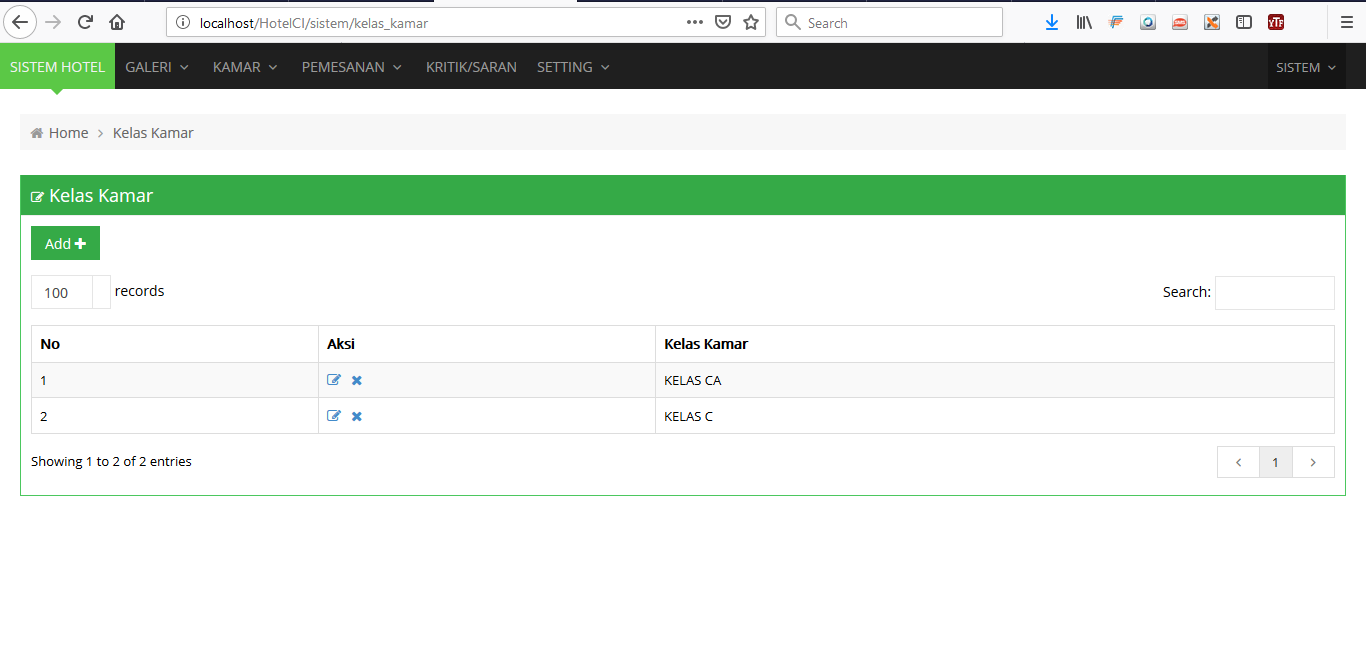 localhost/HotelCI/sistem/kelas_kamar
Search
SISTEM HOTEL GALERI KAMAR PEMESANAN KRITIK/SARAN SETTING SISTEM
Home > Kelas Kamar
Kelas Kamar
Add
100 records Search:
No Aksi Kelas Kamar
1 KELAS CA
2 KELAS C
Showing 1 to 2 of 2 entries
1